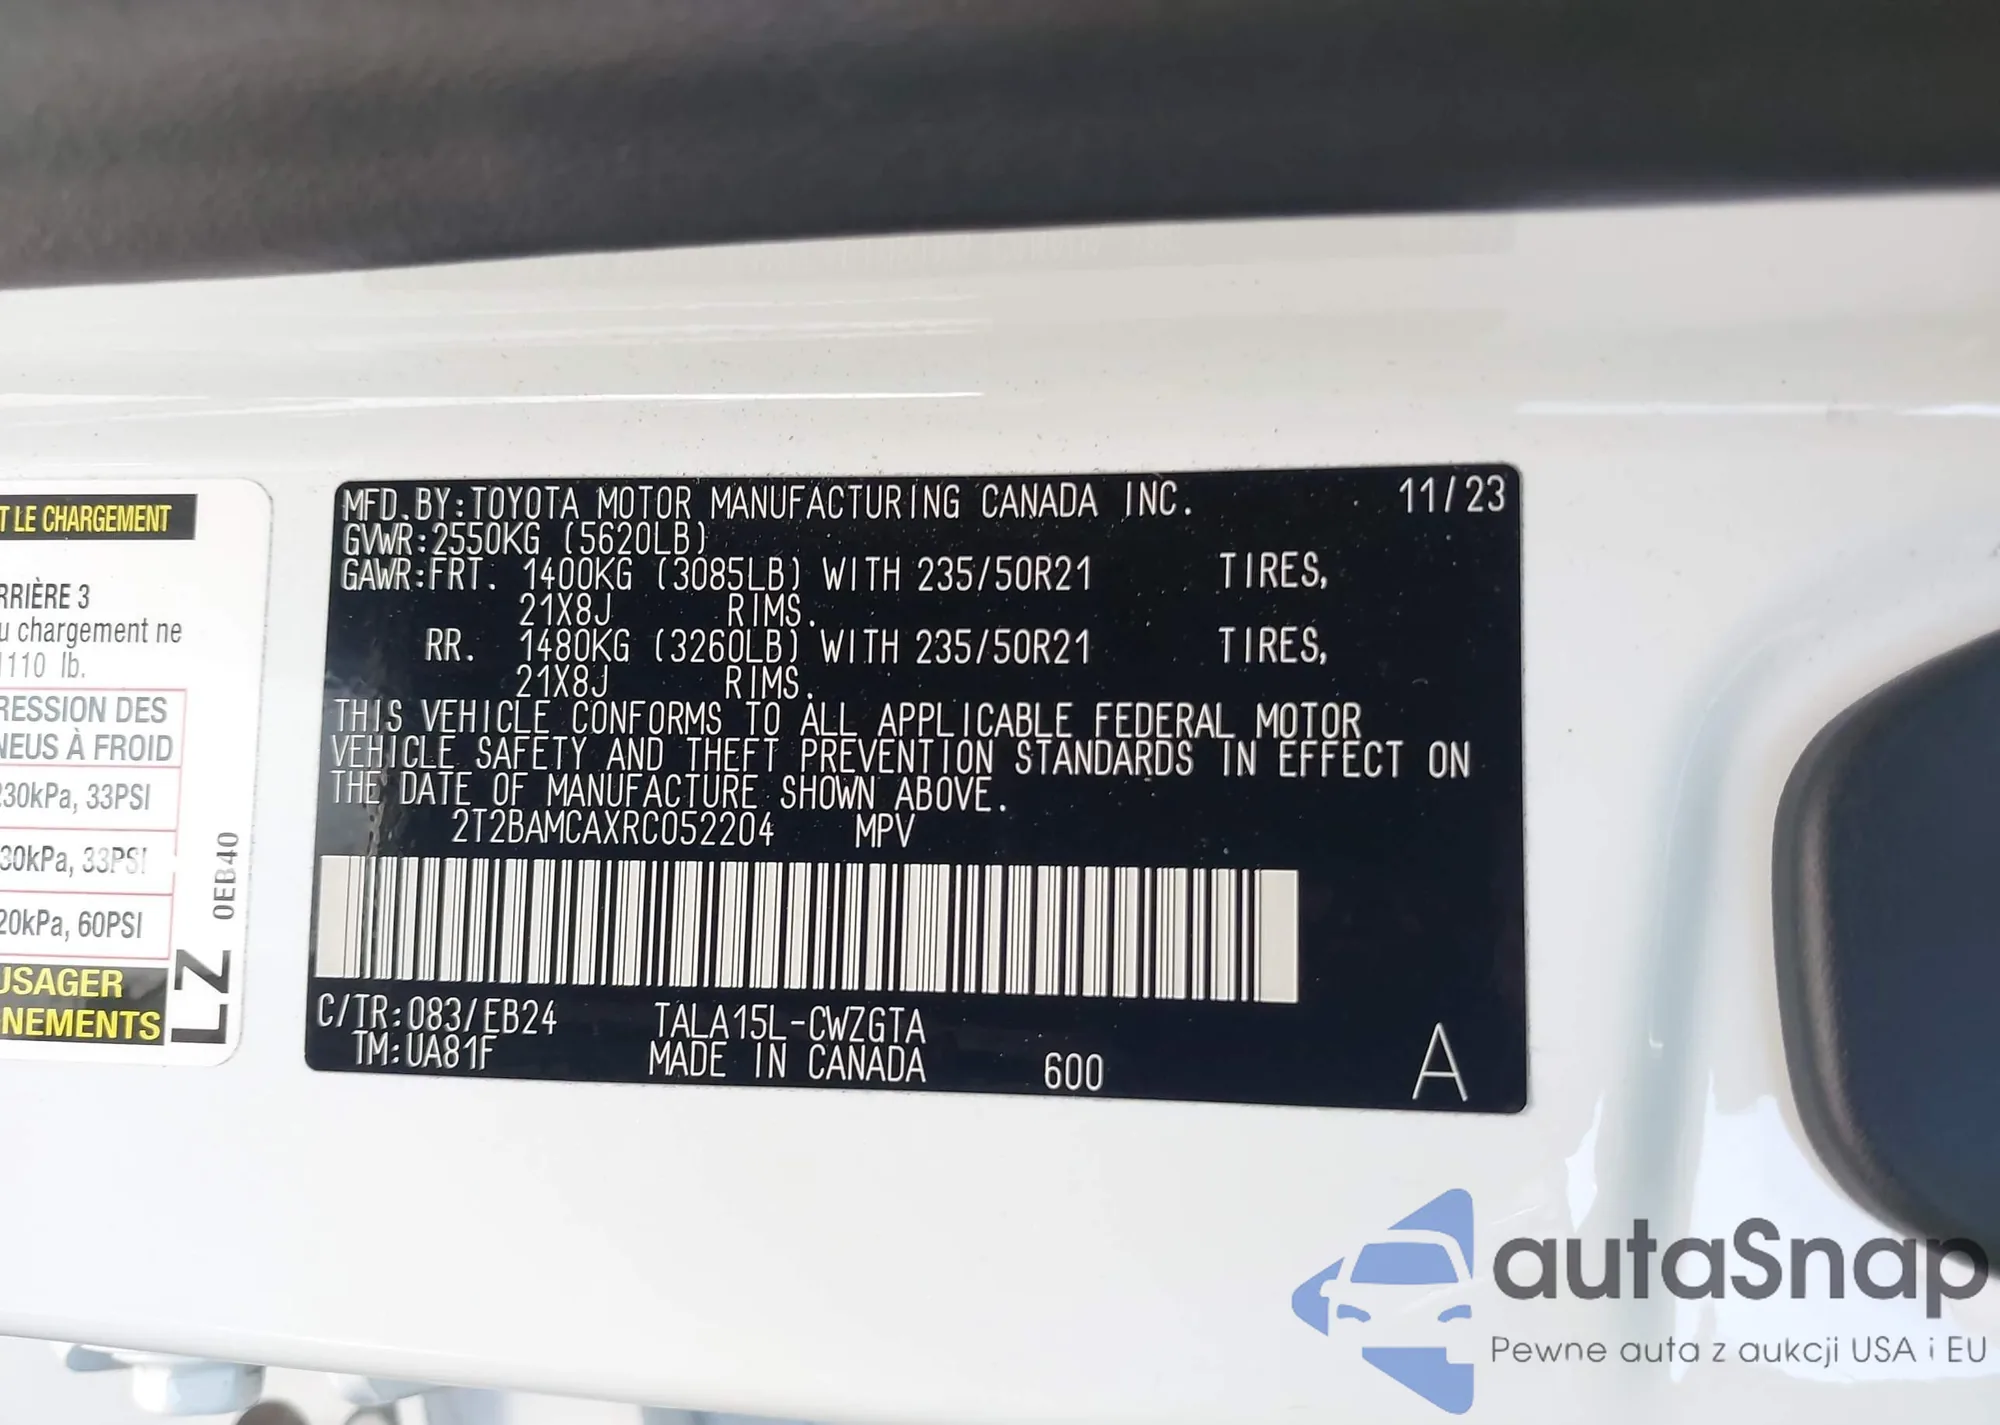 T LE CHARGEMENT
RRIÈRE 3
u chargement ne
1110 lb.
RESSION DES
NEUS À FROID
230kPa, 33PSI
30kPa, 33PSI
20kPa, 60PSI
USAGER
NEMENTS
LZ
0EB40
MFD.BY:TOYOTA MOTOR MANUFACTURING CANADA INC. 11/23
GVWR:2550KG (5620LB)
GAWR:FRT. 1400KG (3085LB) WITH 235/50R21 TIRES,
21X8J RIMS.
RR. 1480KG (3260LB) WITH 235/50R21 TIRES,
21X8J RIMS.
THIS VEHICLE CONFORMS TO ALL APPLICABLE FEDERAL MOTOR
VEHICLE SAFETY AND THEFT PREVENTION STANDARDS IN EFFECT ON
THE DATE OF MANUFACTURE SHOWN ABOVE.
2T2BAMCAXRC052204 MPV
C/TR:083/EB24 TALA15L-CWZGTA
TM:UA81F MADE IN CANADA 600 A
autaSnap
Pewne auta z aukcji USA i EU